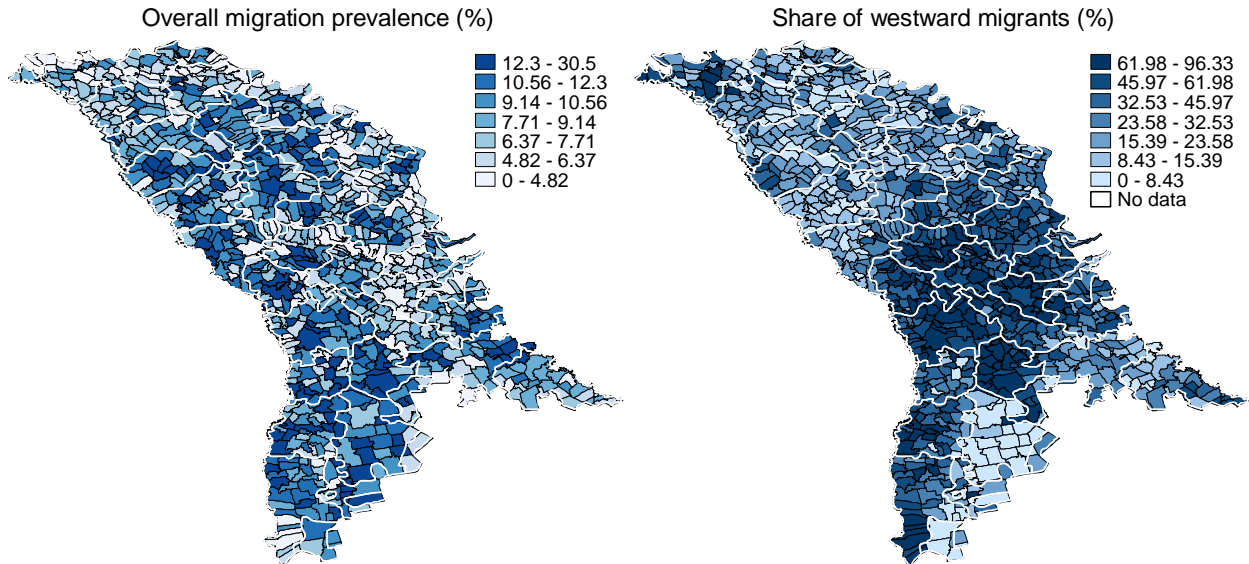 Overall migration prevalence (%)
12.3 - 30.5
10.56 - 12.3
9.14 - 10.56
7.71 - 9.14
6.37 - 7.71
4.82 - 6.37
0 - 4.82
Share of westward migrants (%)
61.98 - 96.33
45.97 - 61.98
32.53 - 45.97
23.58 - 32.53
15.39 - 23.58
8.43 - 15.39
0 - 8.43
No data